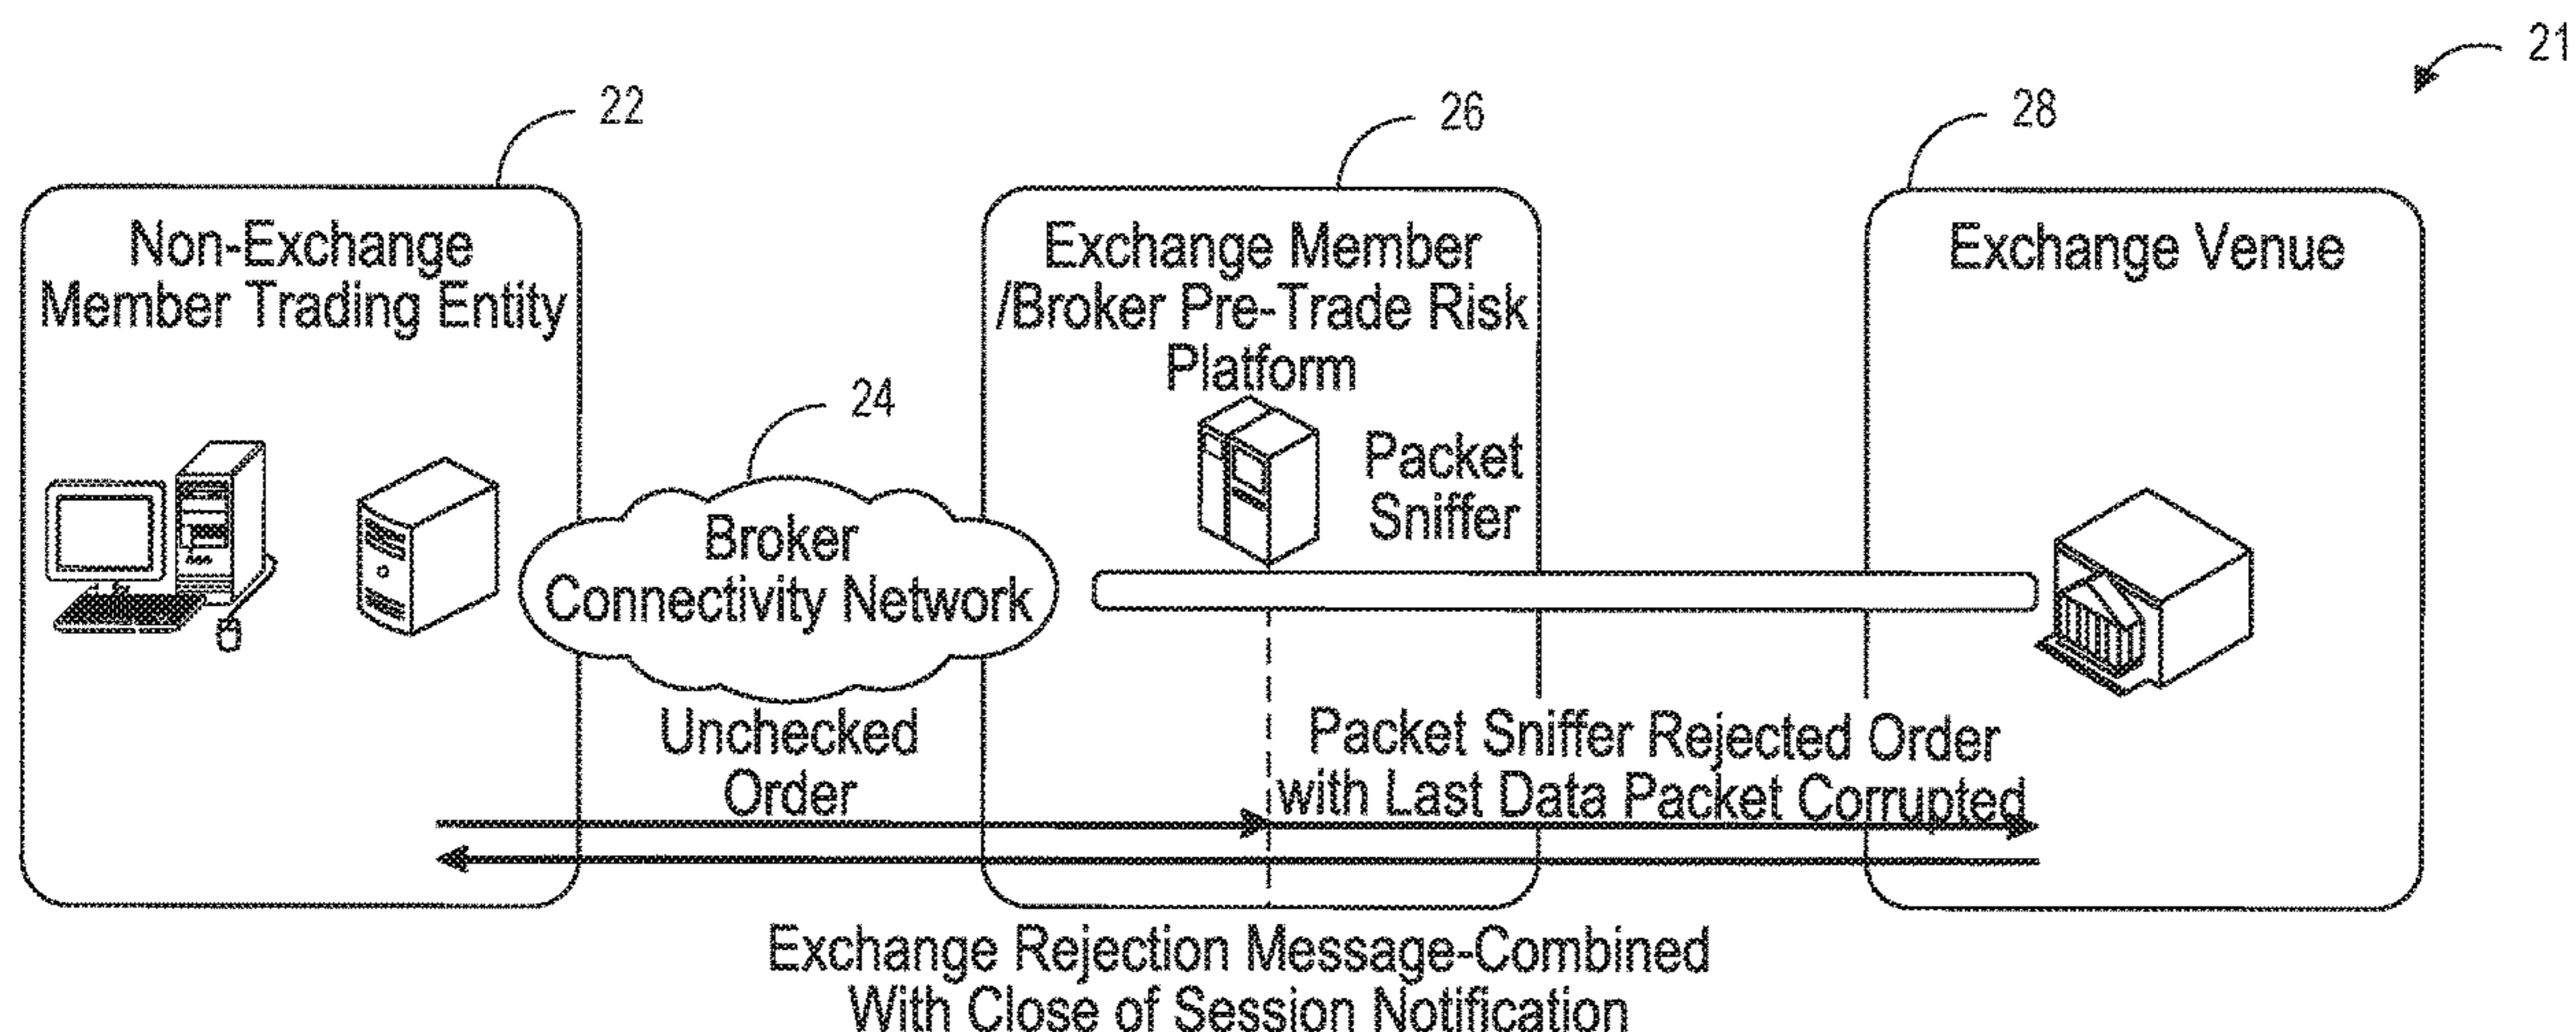 21
22
26
28
Non-Exchange
Member Trading Entity
Exchange Member
/Broker Pre-Trade Risk
Platform
Exchange Venue
24
Packet
Sniffer
Broker
Connectivity Network
Unchecked
Order
Packet Sniffer Rejected Order
with Last Data Packet Corrupted
Exchange Rejection Message-Combined
With Close of Session Notification